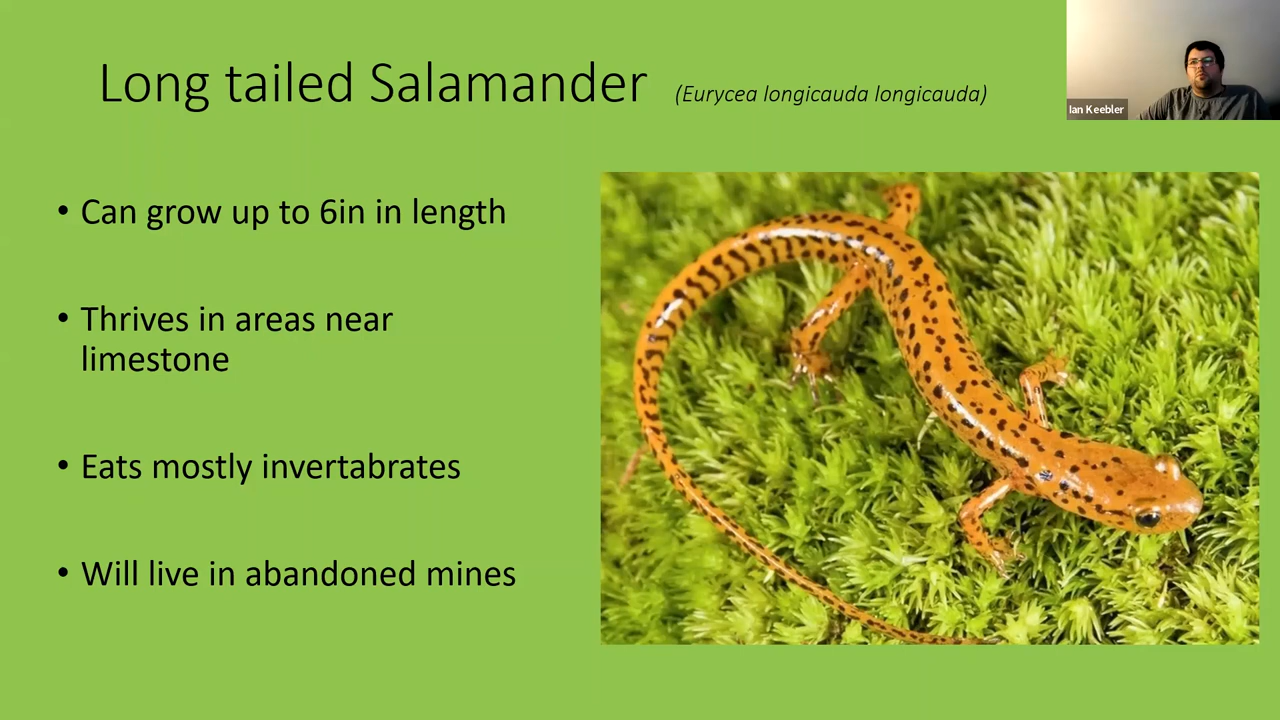 Long tailed Salamander (Eurycea longicauda longicauda)
Ian Keebler
• Can grow up to 6in in length
• Thrives in areas near
limestone
• Eats mostly invertabrates
• Will live in abandoned mines